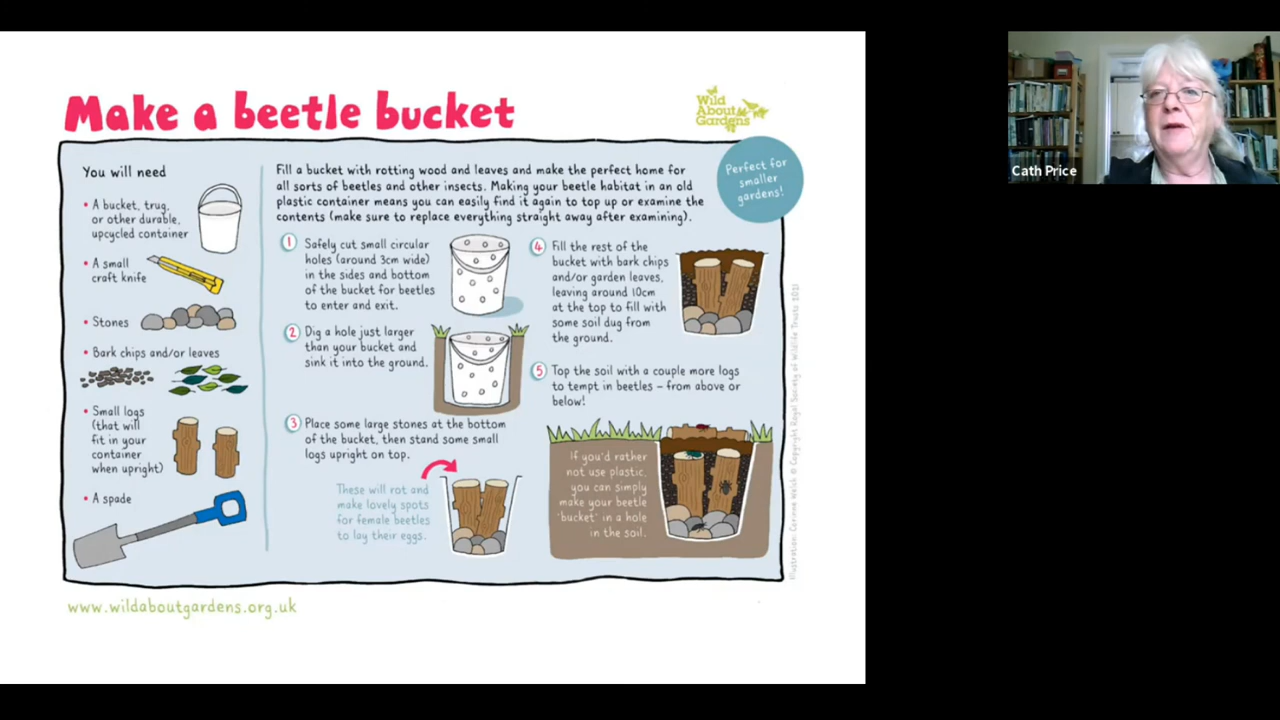 Make a beetle bucket
Wild
About
Gardens
Perfect for
smaller
gardens!
You will need
• A bucket, trug,
or other durable,
upcycled container
• A small
craft knife
• Stones
• Bark chips and/or leaves
• Small logs
(that will
fit in your
container
when upright)
• A spade
Fill a bucket with rotting wood and leaves and make the perfect home for
all sorts of beetles and other insects. Making your beetle habitat in an old
plastic container means you can easily find it again to top up or examine the
contents (make sure to replace everything straight away after examining).
1 Safely cut small circular
holes (around 3cm wide)
in the sides and bottom
of the bucket for beetles
to enter and exit.
2 Dig a hole just larger
than your bucket and
sink it into the ground.
3 Place some large stones at the bottom
of the bucket, then stand some small
logs upright on top.
These will rot and
make lovely spots
for female beetles
to lay their eggs.
4 Fill the rest of the
bucket with bark chips
and/or garden leaves,
leaving around 10cm
at the top to fill with
some soil dug from
the ground.
5 Top the soil with a couple more logs
to tempt in beetles – from above or
below!
If you'd rather
not use plastic,
you can simply
make your beetle
'bucket' in a hole
in the soil.
Illustration: Corinne Welch © Copyright Royal Society of Wildlife Trusts 2021
www.wildaboutgardens.org.uk
Cath Price